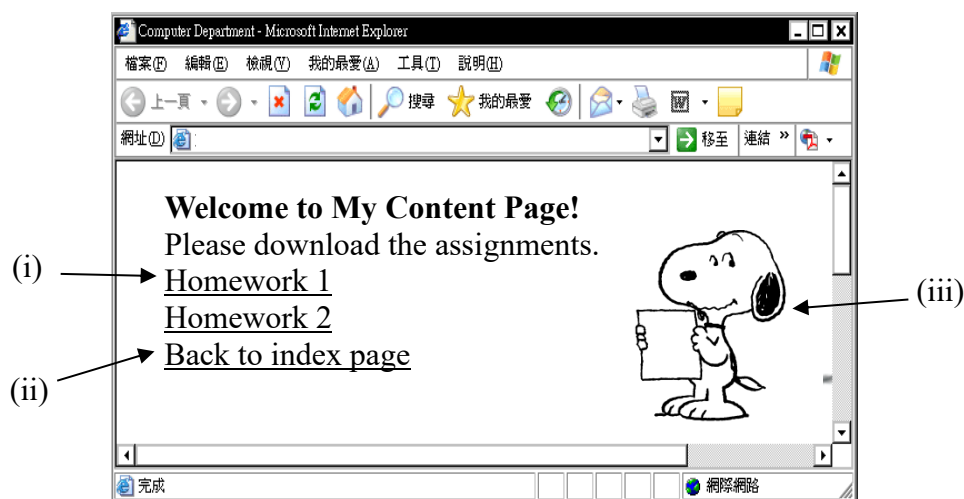 Computer Department - Microsoft Internet Explorer
檔案(F) 編輯(E) 檢視(V) 我的最愛(A) 工具(T) 說明(H)
上一頁 搜尋 我的最愛
網址(D) : 移至 連結 »
Welcome to My Content Page!
Please download the assignments.
(i) Homework 1
(iii)
Homework 2
Back to index page
(ii)
完成 網際網路